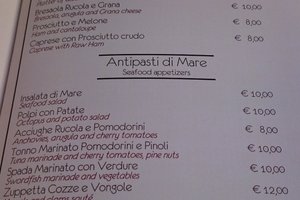 Bresaola Rucola e Grana € 10,00
Bresaola, arugula and Grana cheese
Prosciutto e Melone € 8,00
Ham and cantaloupe
Caprese con Prosciutto crudo € 8,00
Caprese with Raw Ham
Antipasti di Mare
Seafood appetizers
Insalata di Mare € 10,00
Seafood salad
Polpi con Patate € 10,00
Octopus and potato salad
Acciughe Rucola e Pomodorini € 8,00
Anchovies, arugula and cherry tomatoes
Tonno Marinato Pomodorini e Pinoli € 10,00
Tuna marinade and cherry tomatoes, pine nuts
Spada Marinato con Verdure € 10,00
Swordfish marinade and vegetables
Zuppetta Cozze e Vongole € 12,00
and clams sauté